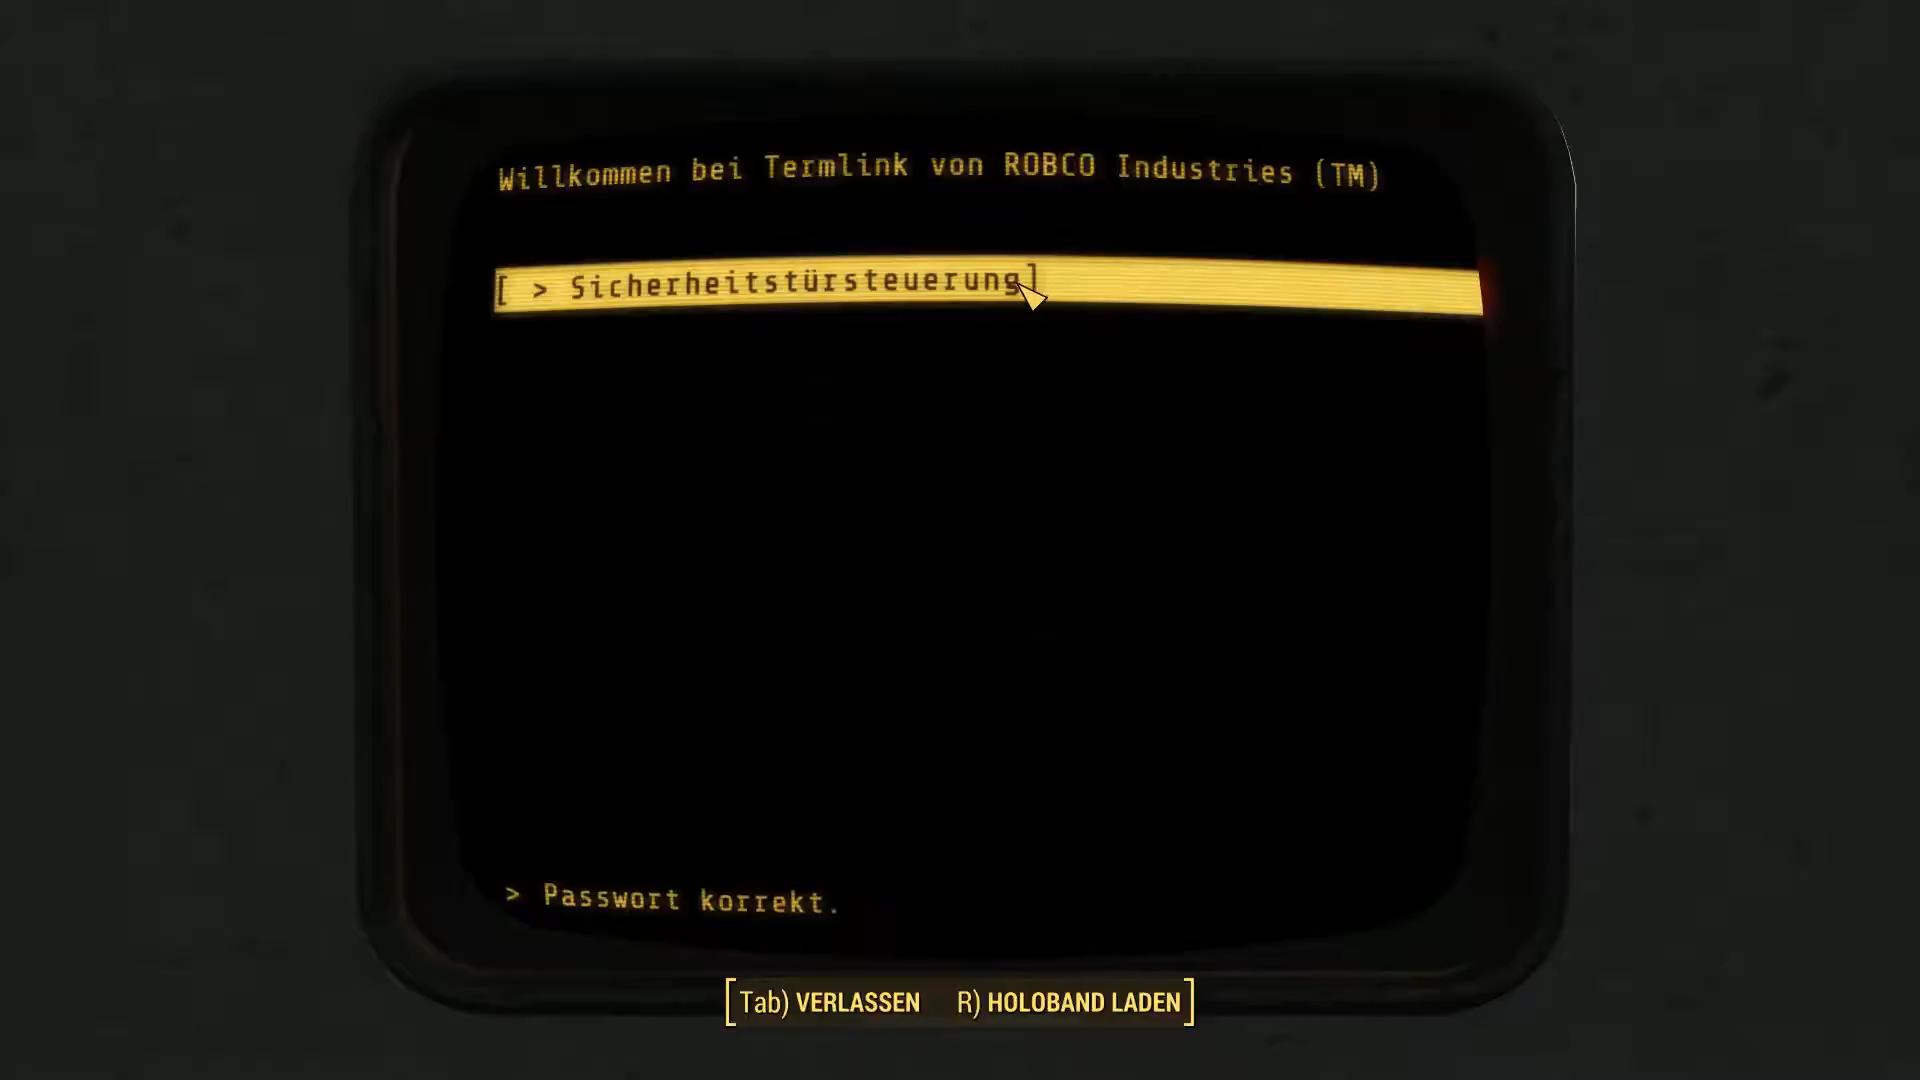 Willkommen bei Termlink von ROBCO Industries (TM)
[ > Sicherheitstürsteuerung]
> Passwort korrekt.
[Tab) VERLASSEN R) HOLOBAND LADEN]